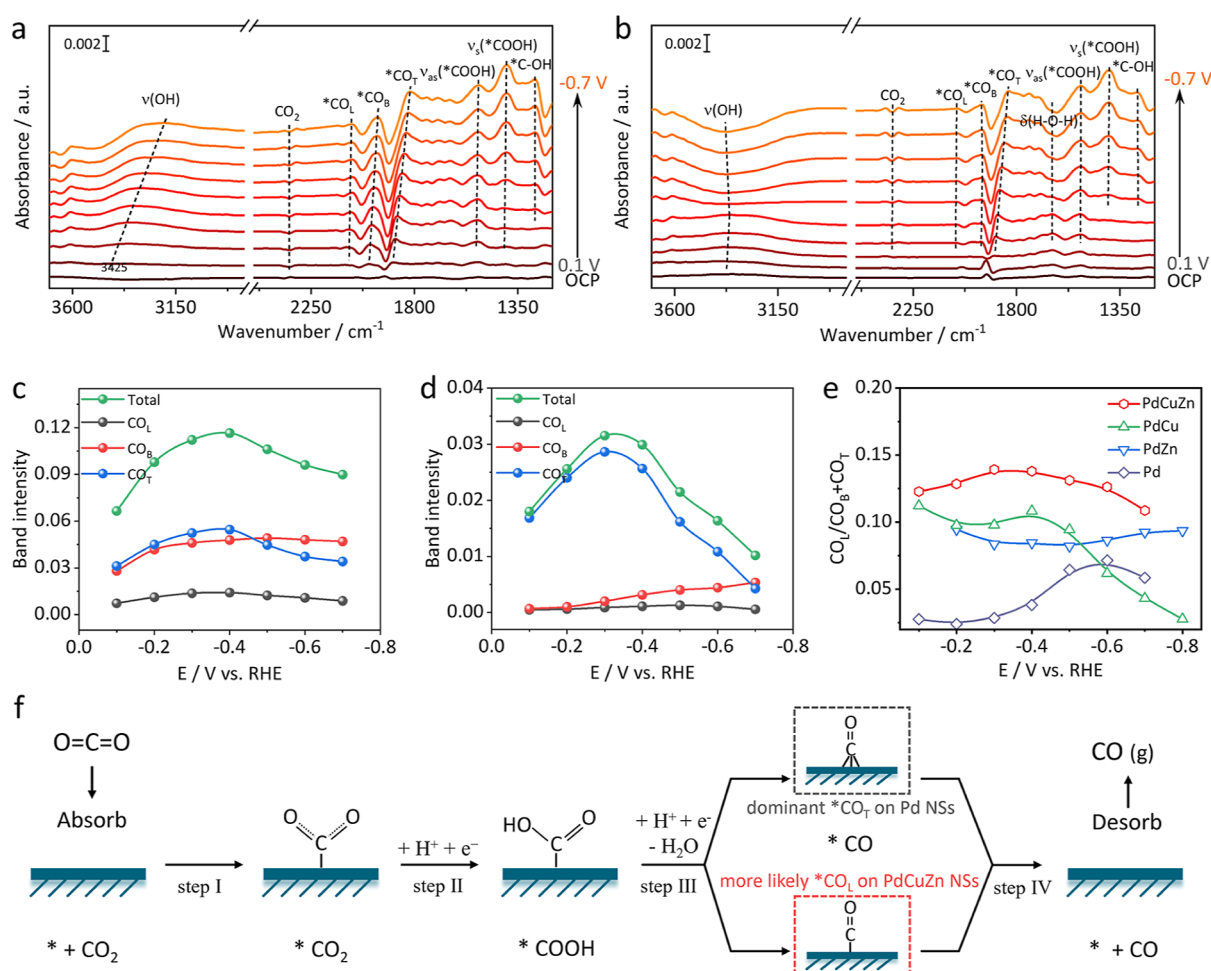 a
0.002
νs(*COOH)
*C-OH
*COT
νas(*COOH)
*COB
*COL
CO2
ν(OH)
-0.7 V
3425
0.1 V
OCP
Absorbance / a.u.
3600 3150 2250 1800 1350
Wavenumber / cm-1
b
0.002
νs(*COOH)
*C-OH
*COT
νas(*COOH)
*COB
*COL
CO2
ν(OH)
δ(H-O-H)
-0.7 V
0.1 V
OCP
Absorbance / a.u.
3600 3150 2250 1800 1350
Wavenumber / cm-1
c
Total
COL
COB
COT
Band intensity
0.12
0.09
0.06
0.03
0.00
0.0 -0.2 -0.4 -0.6 -0.8
E / V vs. RHE
d
Total
COL
COB
COT
Band intensity
0.04
0.03
0.02
0.01
0.00
0.0 -0.2 -0.4 -0.6 -0.8
E / V vs. RHE
e
PdCuZn
PdCu
PdZn
Pd
COL/COB+COT
0.20
0.15
0.10
0.05
-0.2 -0.4 -0.6 -0.8
E / V vs. RHE
f
O=C=O
Absorb
* + CO2
step I
O O
C
* CO2
+ H+ + e−
step II
HO O
C
* COOH
+ H+ + e-
- H2O
step III
O
C
dominant *COT on Pd NSs
* CO
more likely *COL on PdCuZn NSs
O
C
step IV
CO (g)
Desorb
* + CO